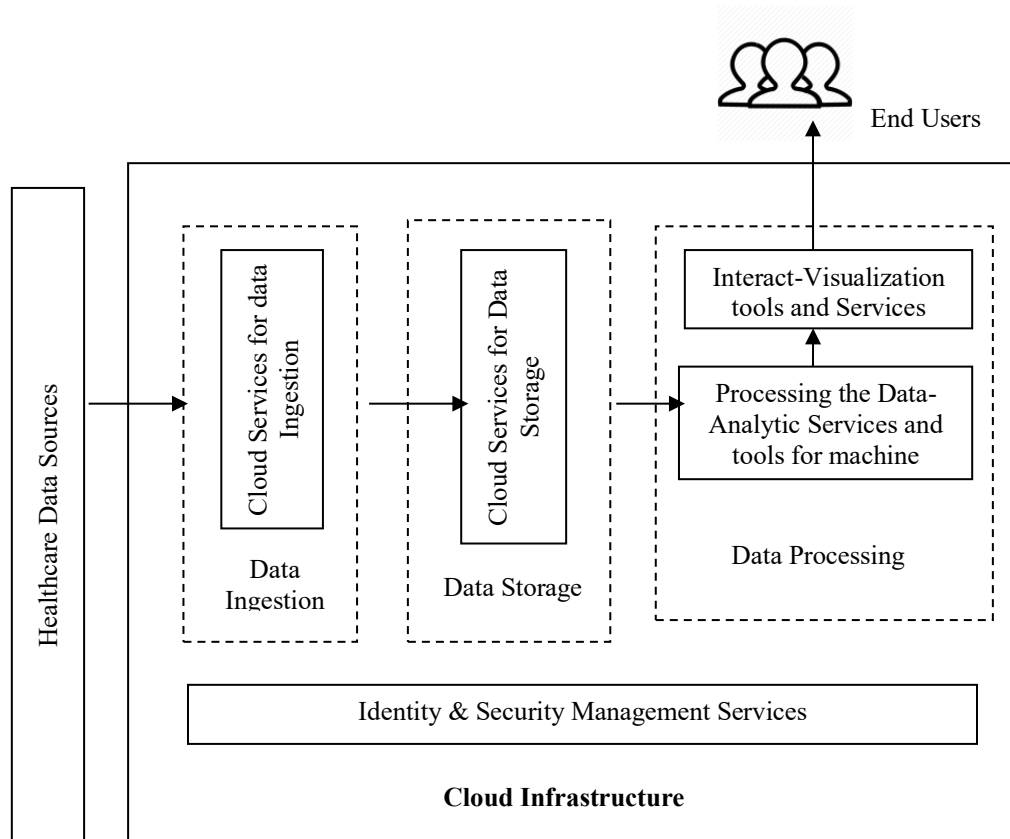 End Users
Healthcare Data Sources
Cloud Services for data
Ingestion
Data
Ingestion
Cloud Services for Data
Storage
Data Storage
Interact-Visualization
tools and Services
Processing the Data-
Analytic Services and
tools for machine
Data Processing
Identity & Security Management Services
Cloud Infrastructure